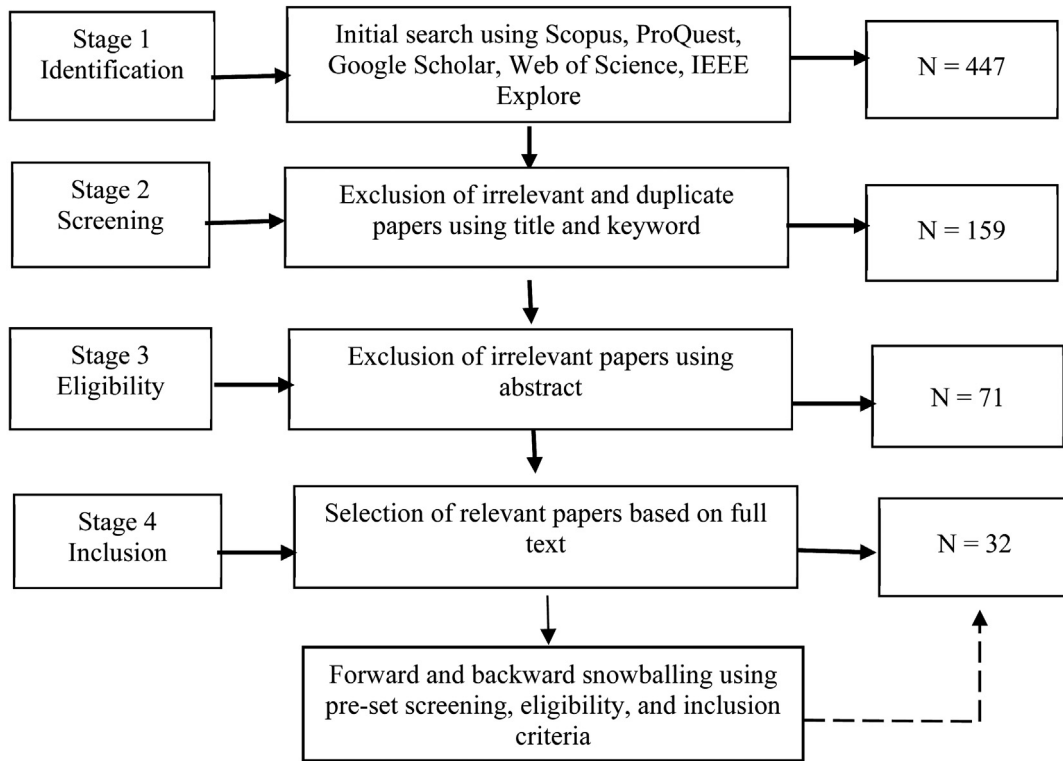 Stage 1
Identification
Initial search using Scopus, ProQuest,
Google Scholar, Web of Science, IEEE
Explore
N = 447
Stage 2
Screening
Exclusion of irrelevant and duplicate
papers using title and keyword
N = 159
Stage 3
Eligibility
Exclusion of irrelevant papers using
abstract
N = 71
Stage 4
Inclusion
Selection of relevant papers based on full
text
N = 32
Forward and backward snowballing using
pre-set screening, eligibility, and inclusion
criteria